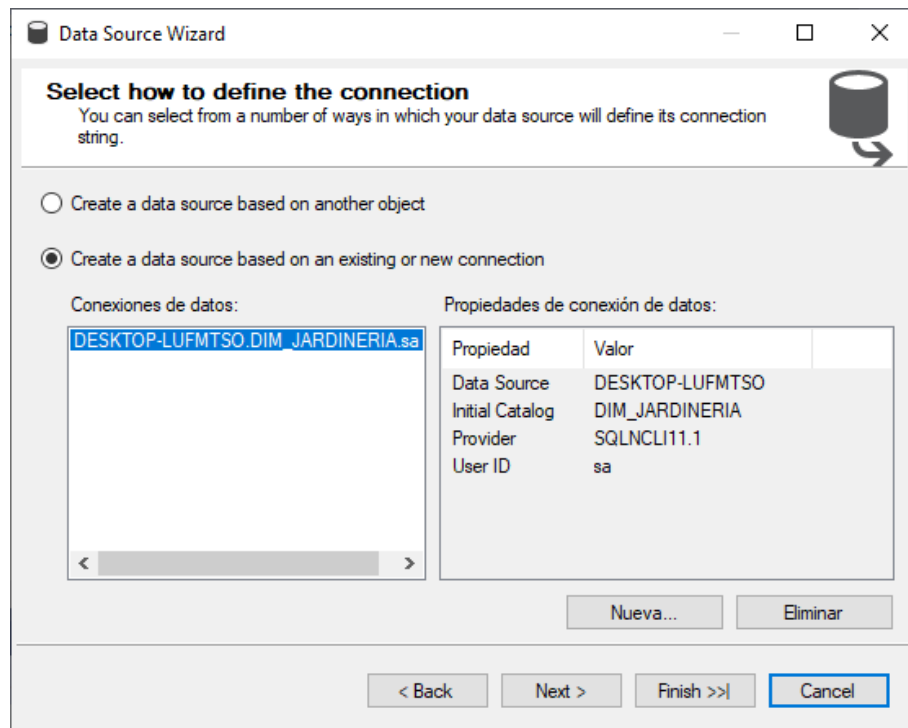 Data Source Wizard
Select how to define the connection
You can select from a number of ways in which your data source will define its connection
string.
Create a data source based on another object
Create a data source based on an existing or new connection
Conexiones de datos:
DESKTOP-LUFMTSO.DIM_JARDINERIA.sa
Propiedades de conexión de datos:
Propiedad Valor
Data Source DESKTOP-LUFMTSO
Initial Catalog DIM_JARDINERIA
Provider SQLNCLI11.1
User ID sa
Nueva... Eliminar
< Back Next > Finish >>| Cancel